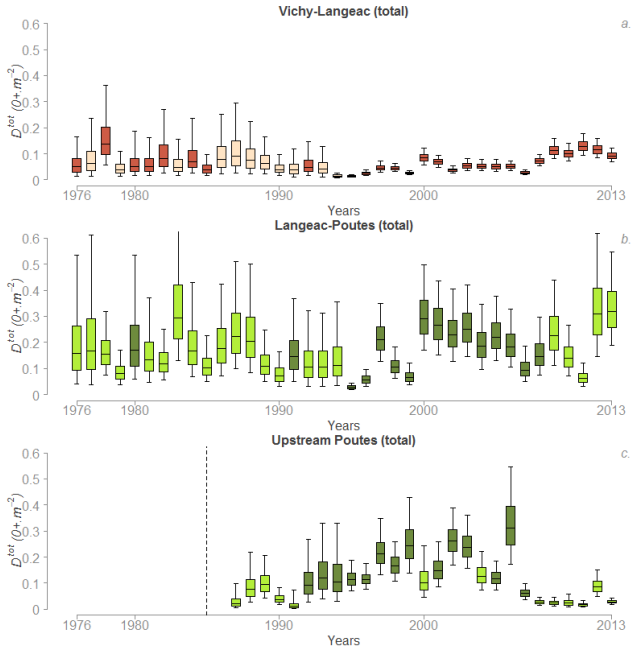 Vichy-Langeac (total)
a.
D^tot (0+.m^−2)
0.6
0.5
0.4
0.3
0.2
0.1
0
1976 1980 1990 2000 2013
Years
Langeac-Poutes (total)
b.
D^tot (0+.m^−2)
0.6
0.5
0.4
0.3
0.2
0.1
0
1976 1980 1990 2000 2013
Years
Upstream Poutes (total)
c.
D^tot (0+.m^−2)
0.6
0.5
0.4
0.3
0.2
0.1
0
1976 1980 1990 2000 2013
Years